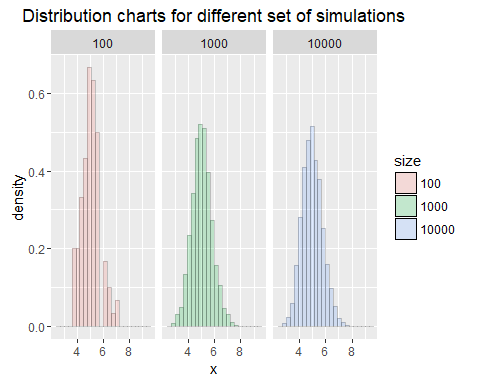 Distribution charts for different set of simulations
100 1000 10000
0.6
0.4
0.2
0.0
density
4 6 8 4 6 8 4 6 8
x
size
100
1000
10000